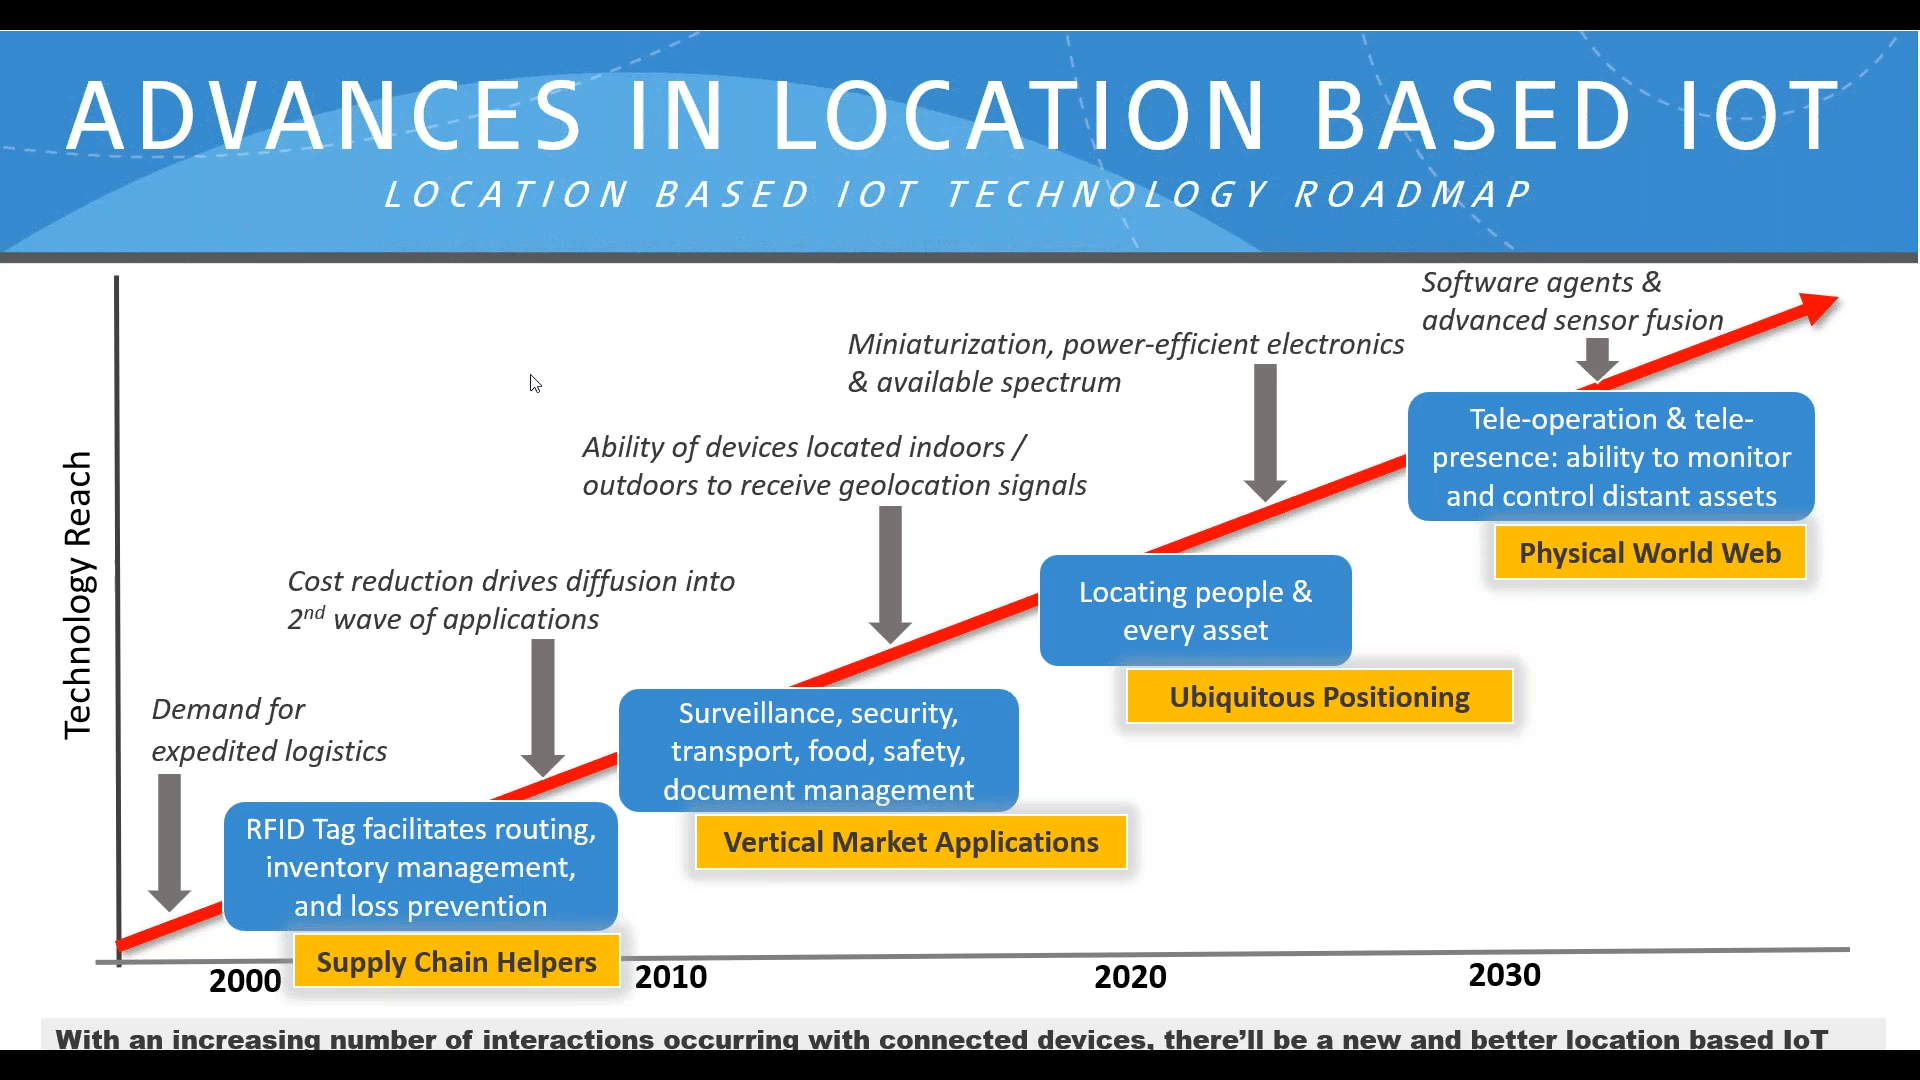 ADVANCES IN LOCATION BASED IOT
LOCATION BASED IOT TECHNOLOGY ROADMAP
Technology Reach
Software agents &
advanced sensor fusion
Miniaturization, power-efficient electronics
& available spectrum
Tele-operation & tele-
presence: ability to monitor
and control distant assets
Physical World Web
Ability of devices located indoors /
outdoors to receive geolocation signals
Locating people &
every asset
Ubiquitous Positioning
Cost reduction drives diffusion into
2nd wave of applications
Surveillance, security,
transport, food, safety,
document management
Vertical Market Applications
Demand for
expedited logistics
RFID Tag facilitates routing,
inventory management,
and loss prevention
Supply Chain Helpers
2000
2010
2020
2030
With an increasing number of interactions occurring with connected devices, there’ll be a new and better location based IoT